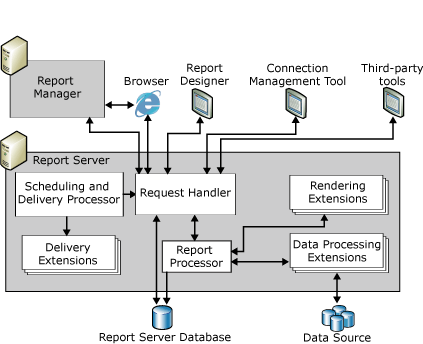 Report
Manager
Browser
Report
Designer
Connection
Management Tool
Third-party
tools
Report Server
Scheduling and
Delivery Processor
Request Handler
Rendering
Extensions
Delivery
Extensions
Report
Processor
Data Processing
Extensions
Report Server Database
Data Source